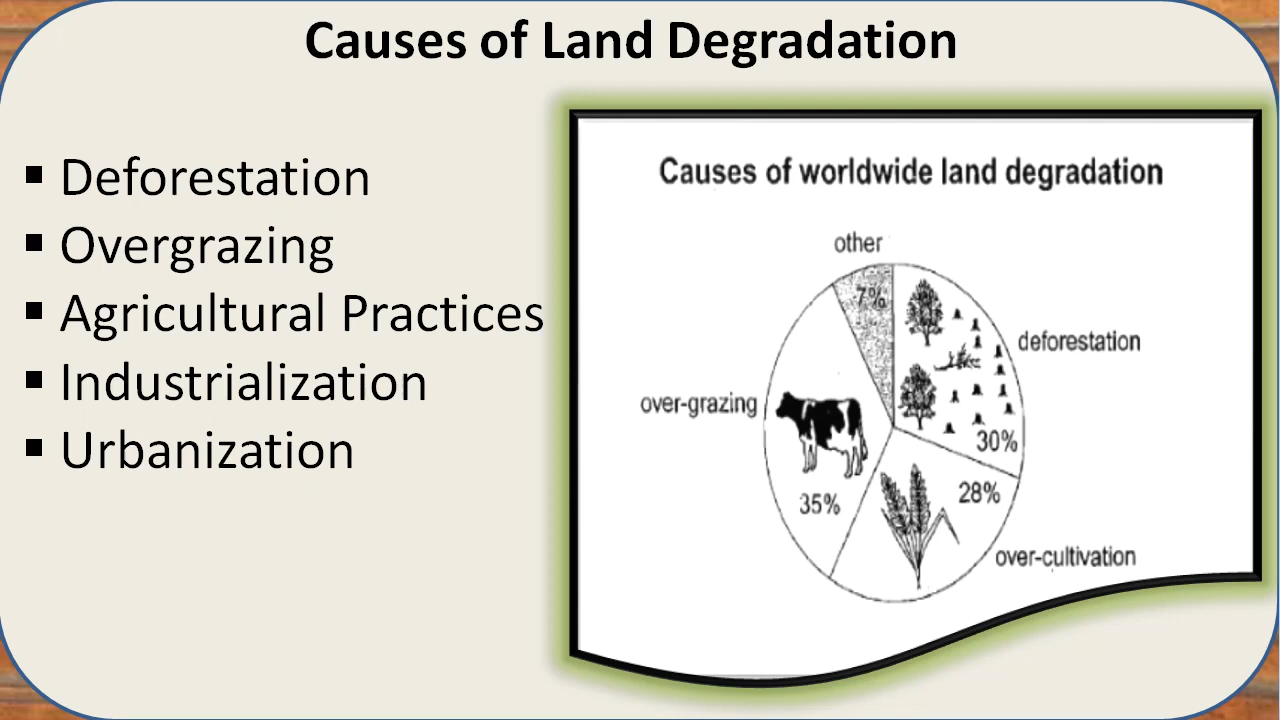 Causes of Land Degradation
▪ Deforestation
▪ Overgrazing
▪ Agricultural Practices
▪ Industrialization
▪ Urbanization
Causes of worldwide land degradation
other
7%
deforestation
30%
over-grazing
35%
28%
over-cultivation